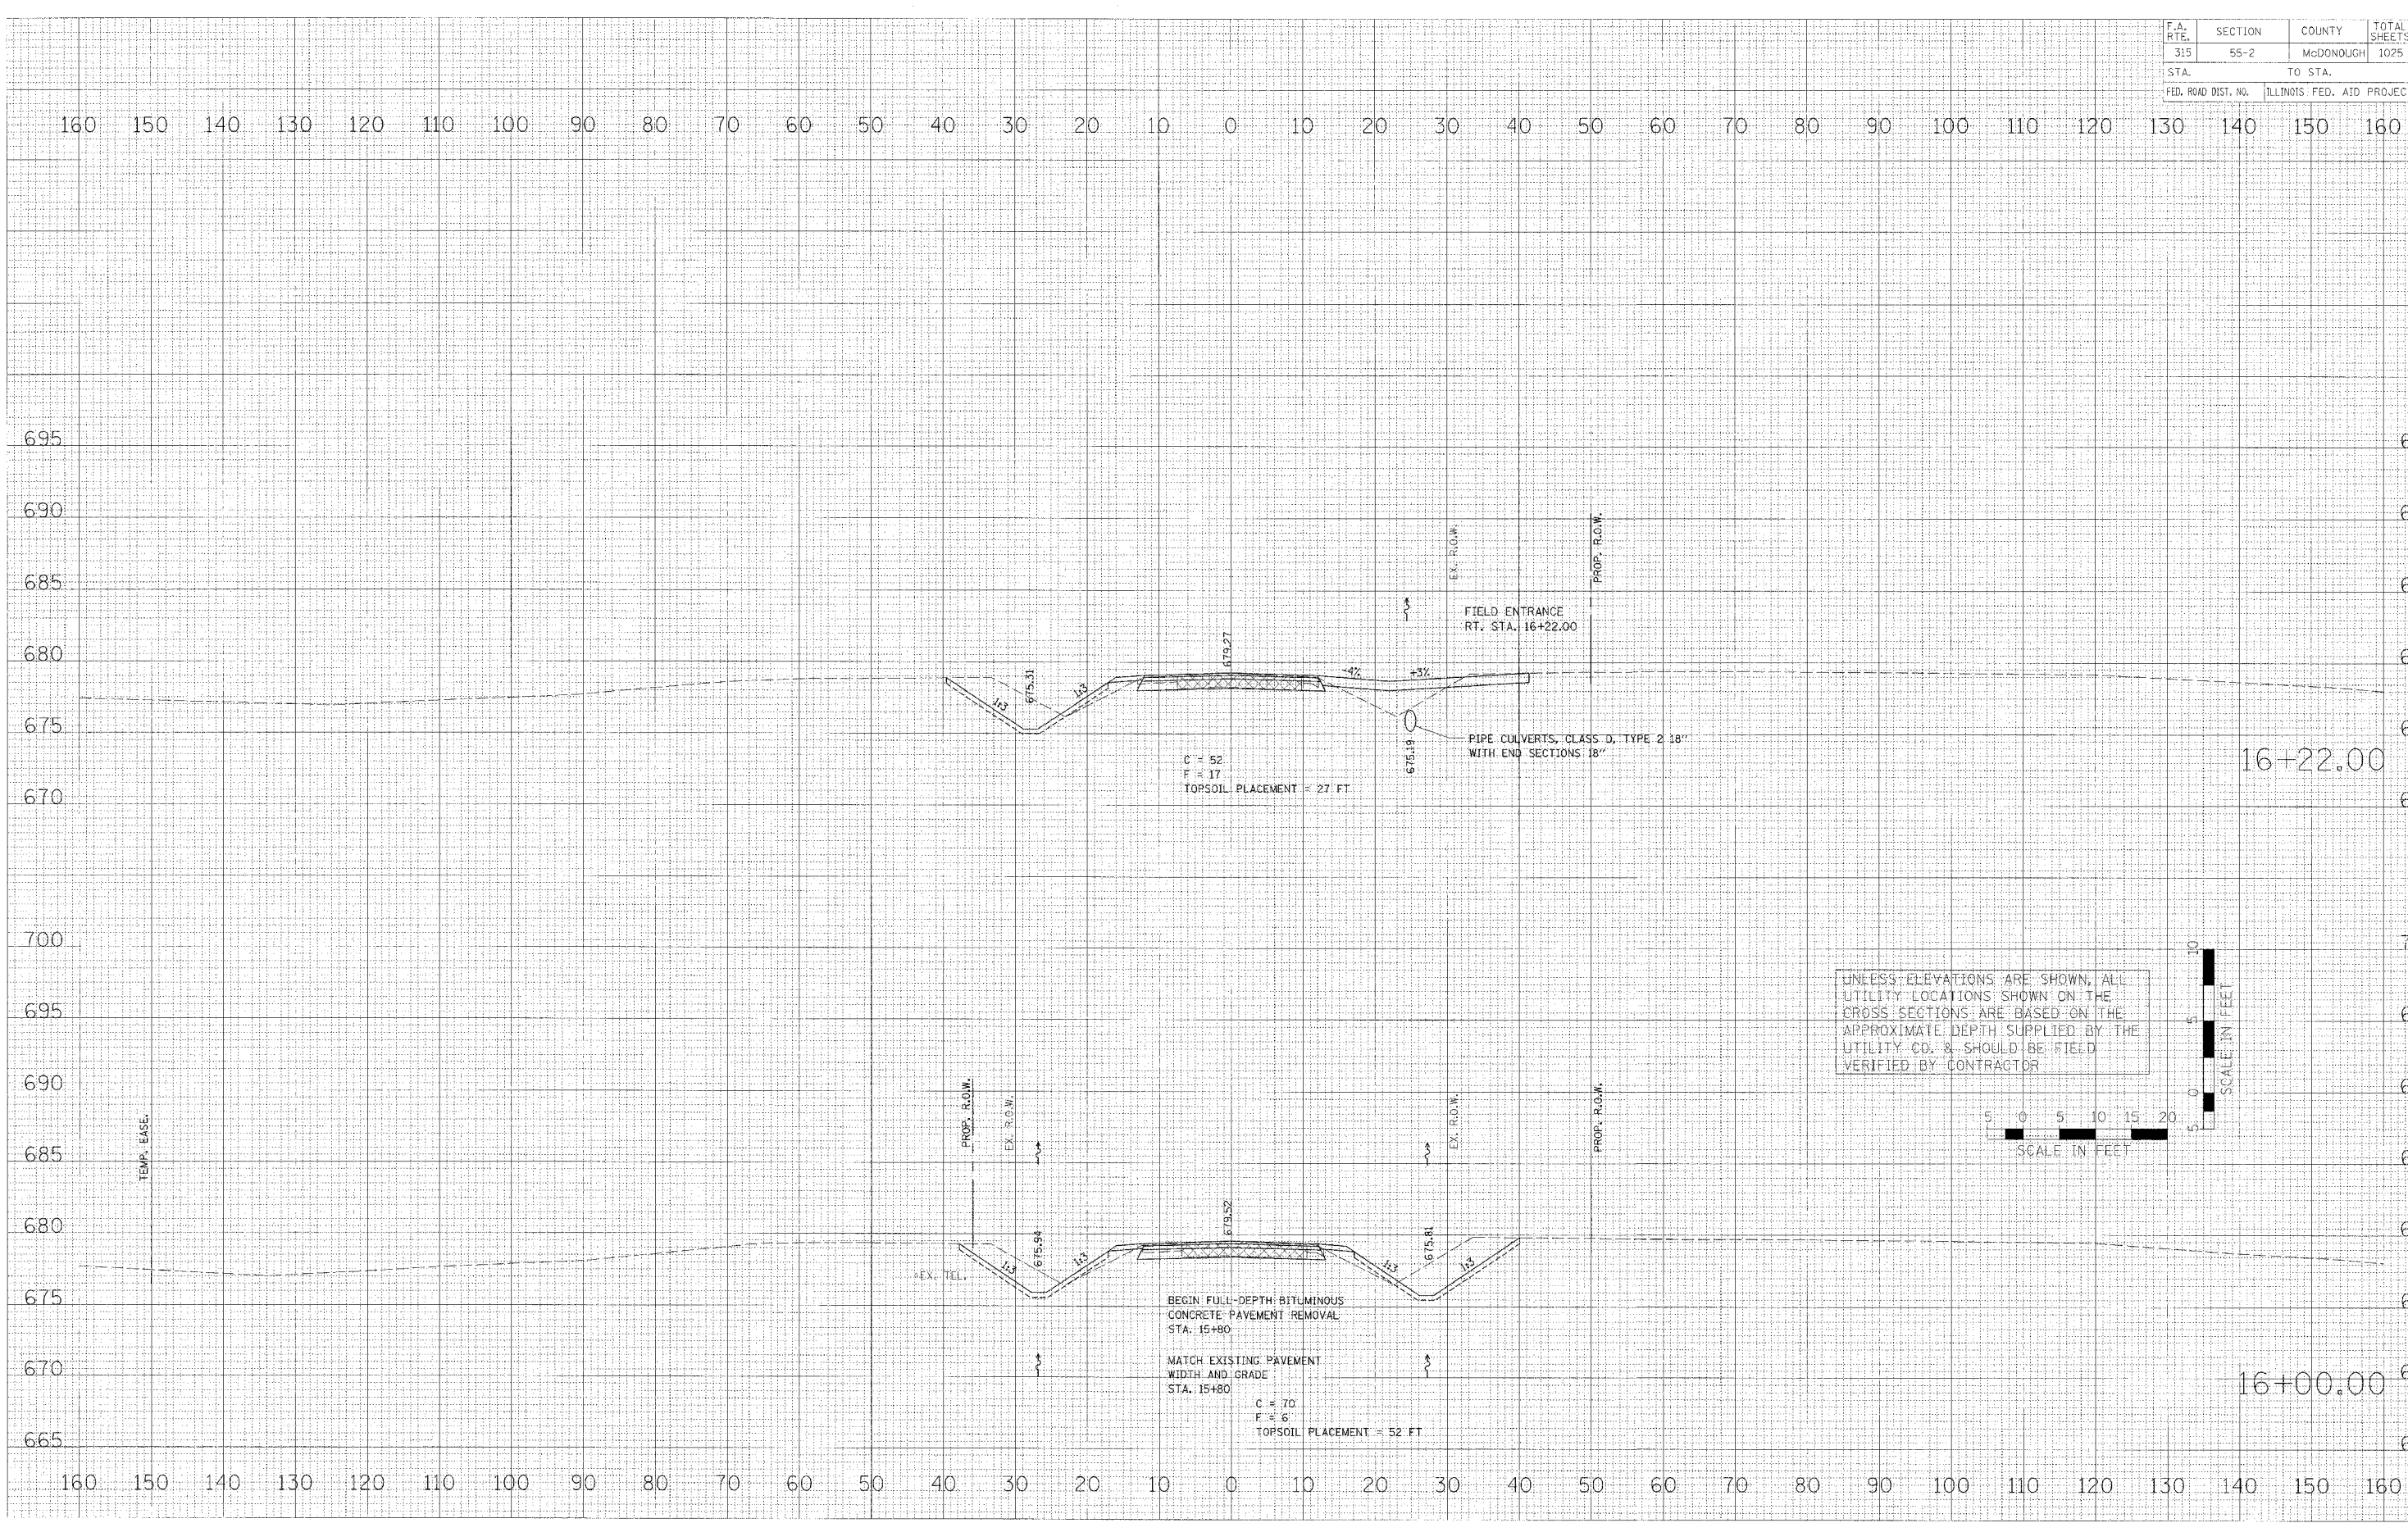 F.A. RTE. SECTION COUNTY TOTAL SHEETS
315 55-2 McDONOUGH 1025
STA. TO STA.
FED. ROAD DIST. NO. ILLINOIS FED. AID
160 150 140 130 120 110 100 90 80 70 60 50 40 30 20 10 0 10 20 30 40 50 60 70 80 90 100 110 120 130 140 150 160
695
690
EX. R.O.W.
PROP. R.O.W.
685
FIELD ENTRANCE
RT. STA. 16+22.00
680
679.27
675.31
1:3
1:3
-4%
+3%
675
PIPE CULVERTS, CLASS D, TYPE 2 18"
WITH END SECTIONS 18"
675.19
16+22.00
C = 52
F = 17
TOPSOIL PLACEMENT = 27 FT
670
700
UNLESS ELEVATIONS ARE SHOWN, ALL
UTILITY LOCATIONS SHOWN ON THE
CROSS SECTIONS ARE BASED ON THE
APPROXIMATE DEPTH SUPPLIED BY THE
UTILITY CO. & SHOULD BE FIELD
VERIFIED BY CONTRACTOR
10
5
0
5
SCALE IN FEET
5 0 5 10 15 20
SCALE IN FEET
695
690
TEMP. EASE.
PROP. R.O.W.
EX. R.O.W.
EX. R.O.W.
PROP. R.O.W.
685
680
679.52
675.94
675.81
1:3
1:3
1:3
1:3
EX. TEL.
675
BEGIN FULL-DEPTH BITUMINOUS
CONCRETE PAVEMENT REMOVAL
STA. 15+80
MATCH EXISTING PAVEMENT
WIDTH AND GRADE
STA. 15+80
670
16+00.00
C = 70
F = 6
TOPSOIL PLACEMENT = 52 FT
665
160 150 140 130 120 110 100 90 80 70 60 50 40 30 20 10 0 10 20 30 40 50 60 70 80 90 100 110 120 130 140 150 160